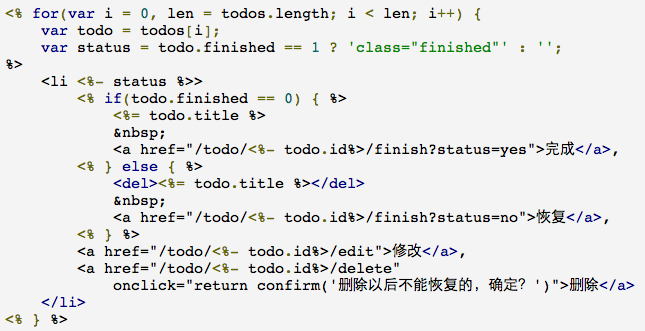 <% for(var i = 0, len = todos.length; i < len; i++) {
    var todo = todos[i];
    var status = todo.finished == 1 ? 'class="finished"' : '';
%>
    <li <%- status %>>
        <% if(todo.finished == 0) { %>
            <%= todo.title %>
            &nbsp;
            <a href="/todo/<%- todo.id%>/finish?status=yes">完成</a>,
        <% } else { %>
            <del><%= todo.title %></del>
            &nbsp;
            <a href="/todo/<%- todo.id%>/finish?status=no">恢复</a>,
        <% } %>
        <a href="/todo/<%- todo.id%>/edit">修改</a>,
        <a href="/todo/<%- todo.id%>/delete"
            onclick="return confirm('删除以后不能恢复的，确定？')">删除</a>
    </li>
<% } %>